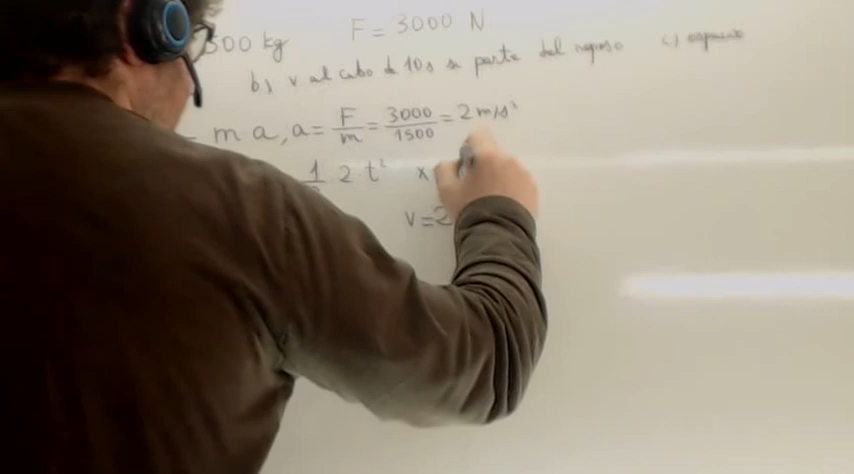 500 kg F = 3000 N
b) v al cabo de 10 s se parte del reposo c) espacio
m a, a = F/m = 3000/1500 = 2 m/s²
1 2 t² x
v = 2